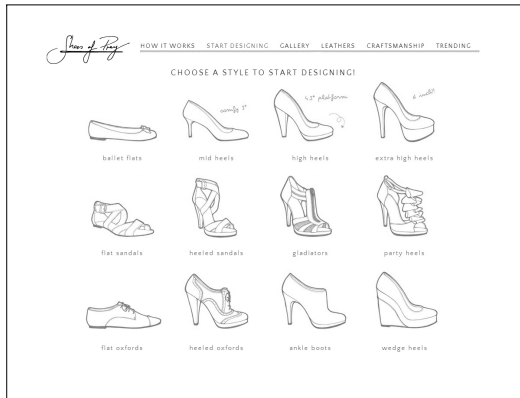 Shoes of Prey
HOW IT WORKS START DESIGNING GALLERY LEATHERS CRAFTSMANSHIP TRENDING
CHOOSE A STYLE TO START DESIGNING!
comfy 3"
4.5" platform
ballet flats mid heels high heels extra high heels
flat sandals heeled sandals gladiators party heels
flat oxfords heeled oxfords ankle boots wedge heels